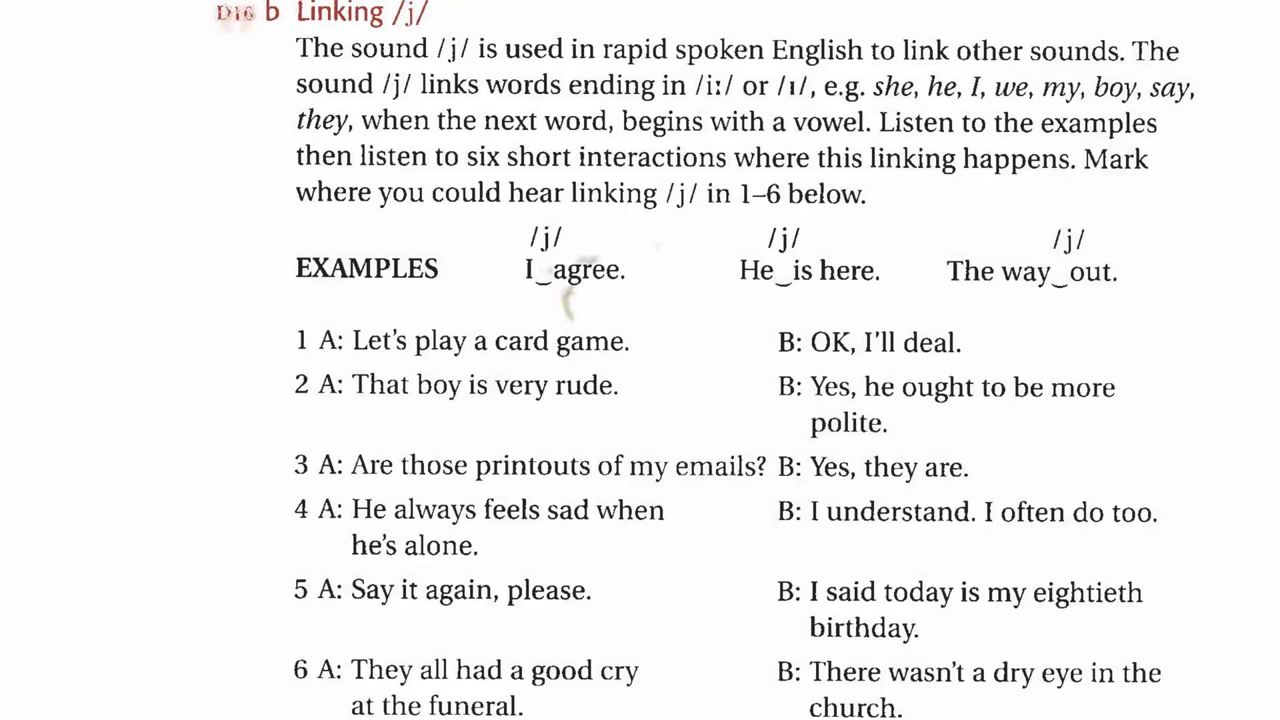 D16 b Linking /j/
The sound /j/ is used in rapid spoken English to link other sounds. The
sound /j/ links words ending in /iː/ or /ɪ/, e.g. she, he, I, we, my, boy, say,
they, when the next word, begins with a vowel. Listen to the examples
then listen to six short interactions where this linking happens. Mark
where you could hear linking /j/ in 1–6 below.
/j/ /j/ /j/
EXAMPLES I‿agree. He‿is here. The way‿out.
1 A: Let's play a card game. B: OK, I'll deal.
2 A: That boy is very rude. B: Yes, he ought to be more
polite.
3 A: Are those printouts of my emails? B: Yes, they are.
4 A: He always feels sad when B: I understand. I often do too.
he's alone.
5 A: Say it again, please. B: I said today is my eightieth
birthday.
6 A: They all had a good cry B: There wasn't a dry eye in the
at the funeral. church.